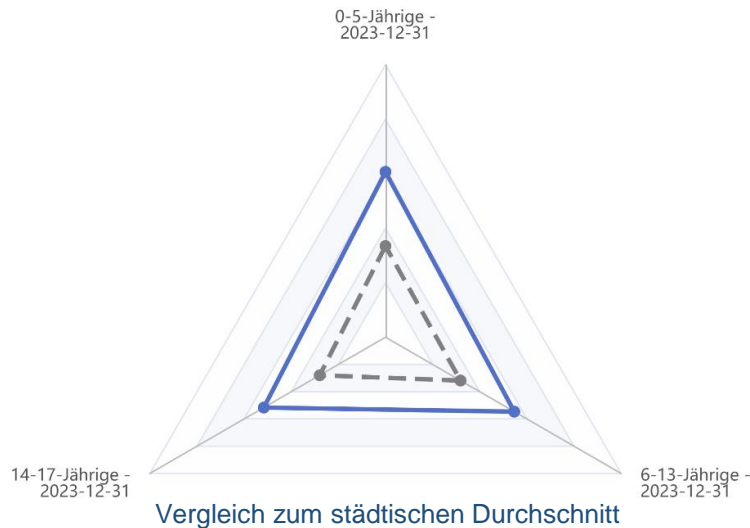 0-5-Jährige -
2023-12-31
14-17-Jährige -
2023-12-31
6-13-Jährige -
2023-12-31
Vergleich zum städtischen Durchschnitt